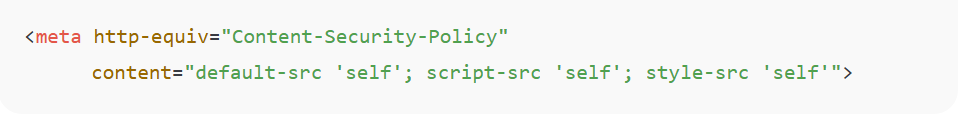 <meta http-equiv="Content-Security-Policy"
content="default-src 'self'; script-src 'self'; style-src 'self'">